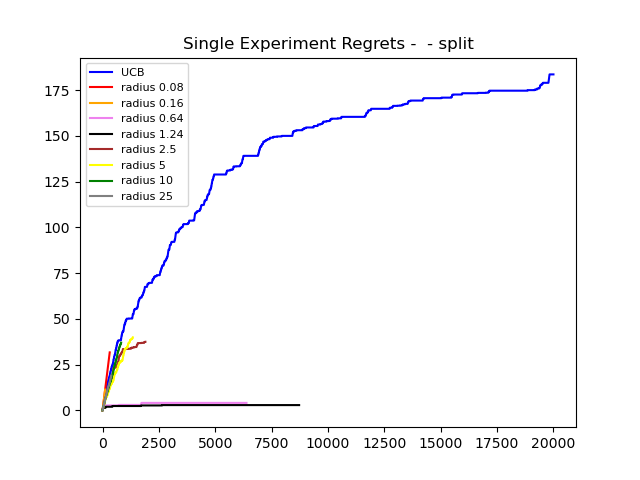 Single Experiment Regrets -  - split
UCB
radius 0.08
radius 0.16
radius 0.64
radius 1.24
radius 2.5
radius 5
radius 10
radius 25
175
150
125
100
75
50
25
0
0 2500 5000 7500 10000 12500 15000 17500 20000